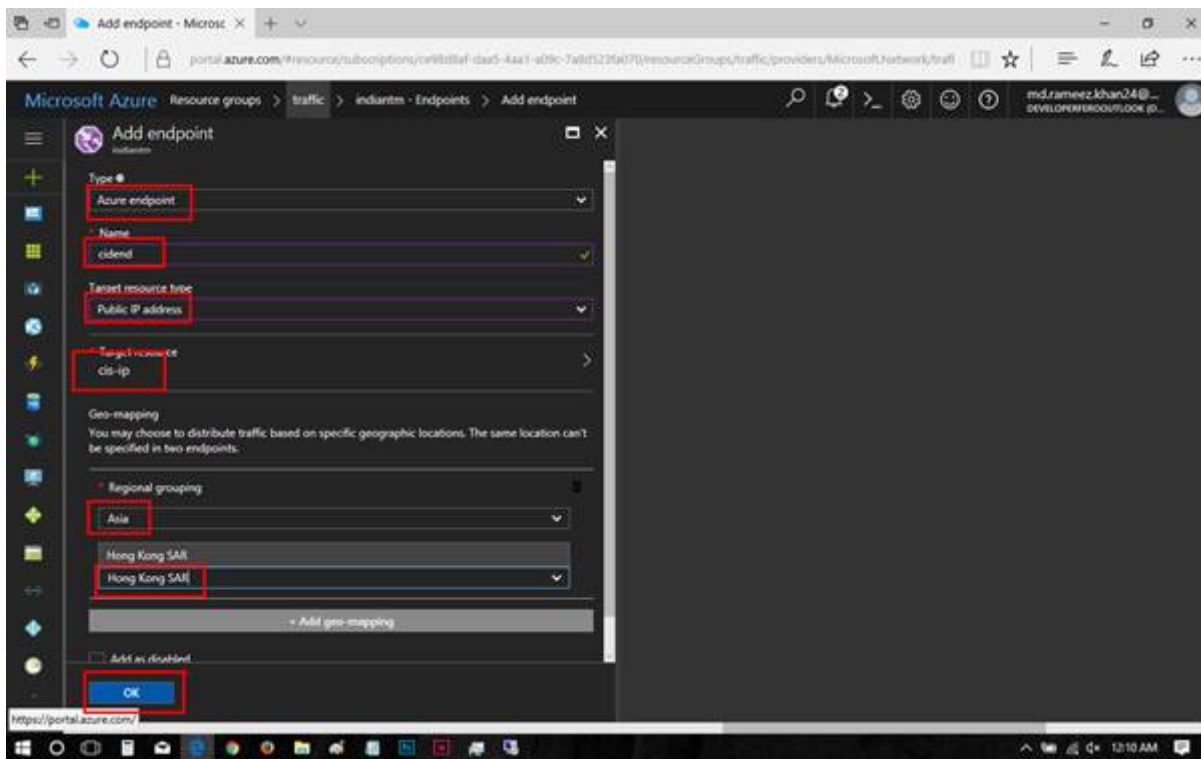 Add endpoint - Microsc
portal.azure.com
Microsoft Azure Resource groups > traffic > indiantm - Endpoints > Add endpoint
md.rameez.khan24@...
Add endpoint
indiantm
Type
Azure endpoint
* Name
cidend
Target resource type
Public IP address
* Target resource
cis-ip
Geo-mapping
You may choose to distribute traffic based on specific geographic locations. The same location can't
be specified in two endpoints.
* Regional grouping
Asia
Hong Kong SAR
Hong Kong SAR
+ Add geo-mapping
Add as disabled
OK
https://portal.azure.com/
12:10 AM